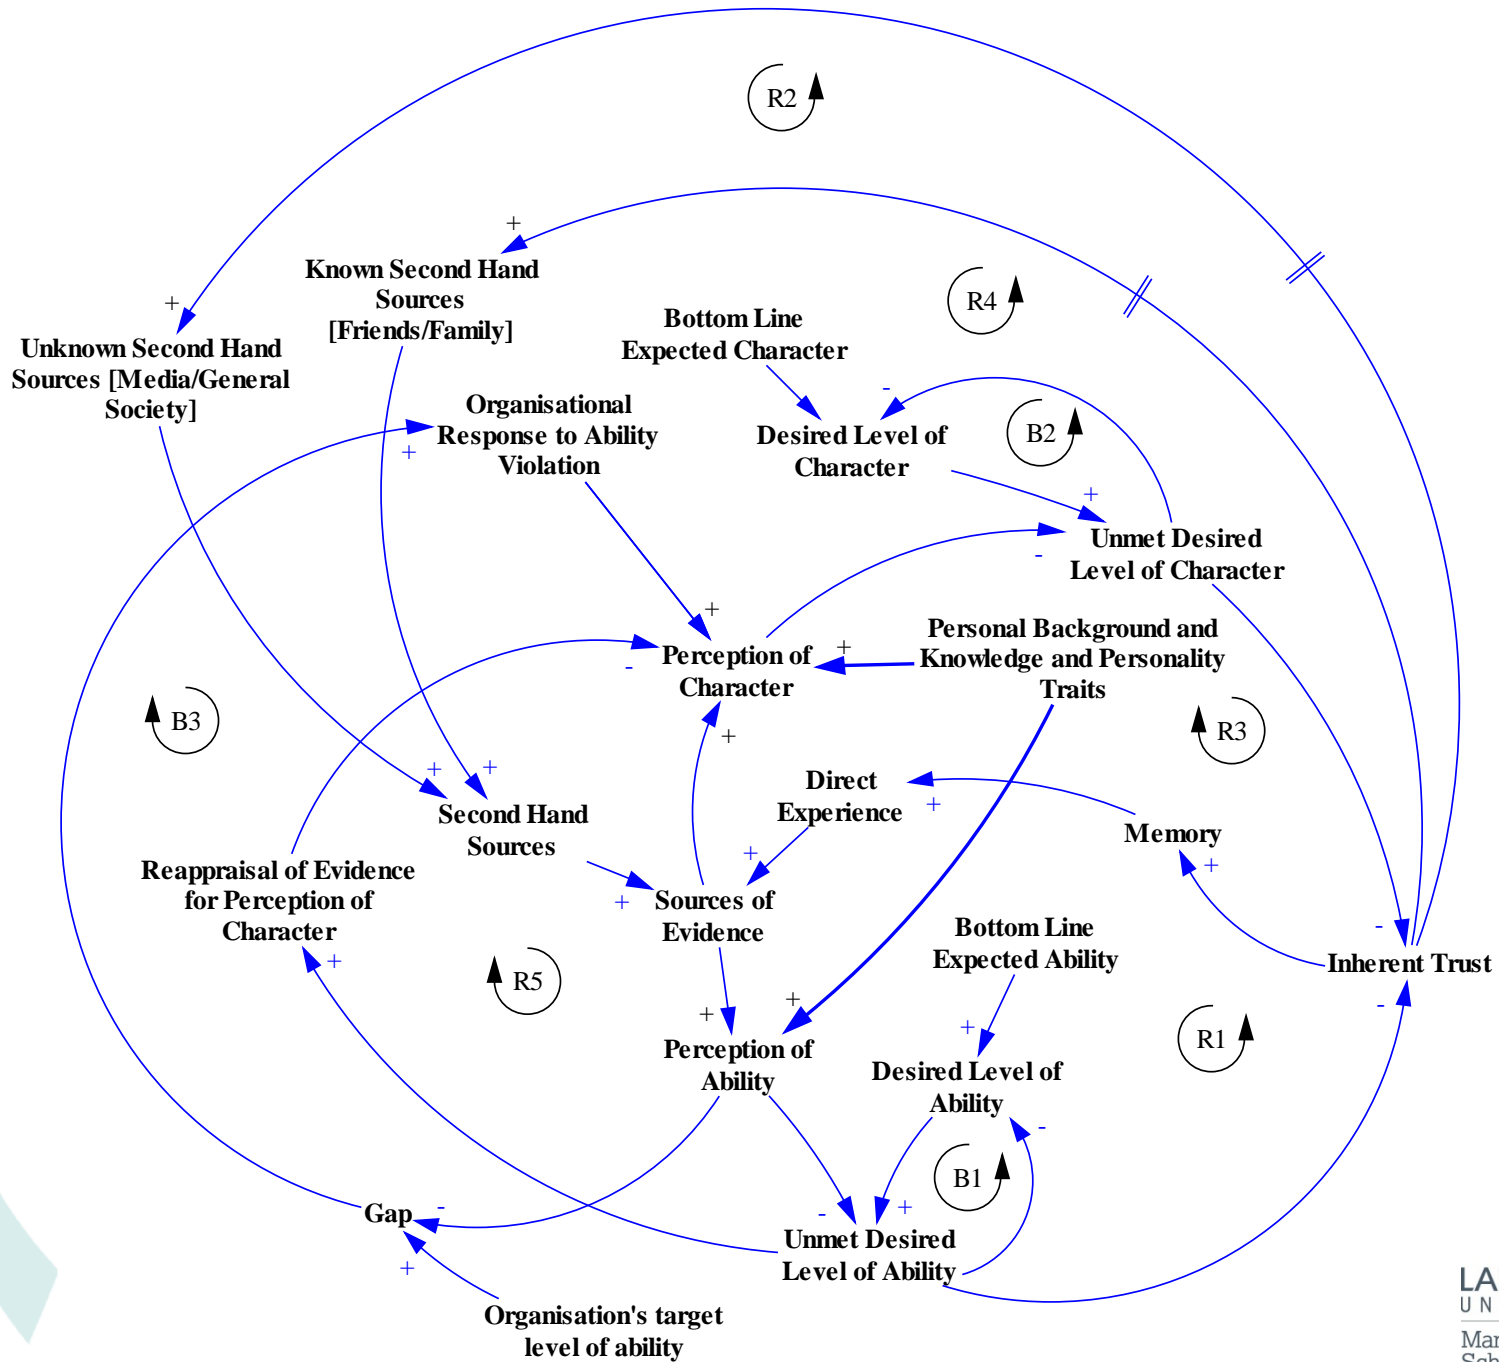 R2
+
Known Second Hand
Sources
[Friends/Family]
+
Unknown Second Hand
Sources [Media/General
Society]
R4
Bottom Line
Expected Character
-
Organisational
Response to Ability
Violation
+
Desired Level of
Character
B2
+
Unmet Desired
Level of Character
-
+
Personal Background and
Knowledge and Personality
Traits
+
Perception of
Character
-
+
B3
R3
+
+
Second Hand
Sources
Direct
Experience
+
Memory
+
+
Reappraisal of Evidence
for Perception of
Character
+
+
Sources of
Evidence
Bottom Line
Expected Ability
-
Inherent Trust
-
R5
+
+
Perception of
Ability
+
Desired Level of
Ability
R1
-
B1
Gap
-
-
+
Unmet Desired
Level of Ability
+
Organisation's target
level of ability
LA
UN
Mar